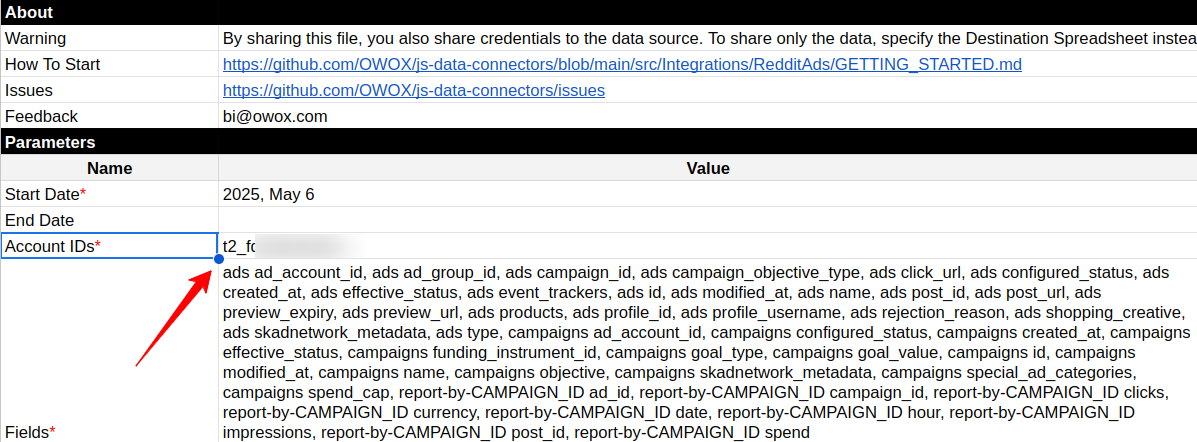 About
Warning By sharing this file, you also share credentials to the data source. To share only the data, specify the Destination Spreadsheet instea
How To Start https://github.com/OWOX/js-data-connectors/blob/main/src/Integrations/RedditAds/GETTING_STARTED.md
Issues https://github.com/OWOX/js-data-connectors/issues
Feedback bi@owox.com
Parameters
Name Value
Start Date* 2025, May 6
End Date
Account IDs* t2_
ads ad_account_id, ads ad_group_id, ads campaign_id, ads campaign_objective_type, ads click_url, ads configured_status, ads
created_at, ads effective_status, ads event_trackers, ads id, ads modified_at, ads name, ads post_id, ads post_url, ads
preview_expiry, ads preview_url, ads products, ads profile_id, ads profile_username, ads rejection_reason, ads shopping_creative,
ads skadnetwork_metadata, ads type, campaigns ad_account_id, campaigns configured_status, campaigns created_at, campaigns
effective_status, campaigns funding_instrument_id, campaigns goal_type, campaigns goal_value, campaigns id, campaigns
modified_at, campaigns name, campaigns objective, campaigns skadnetwork_metadata, campaigns special_ad_categories,
campaigns spend_cap, report-by-CAMPAIGN_ID ad_id, report-by-CAMPAIGN_ID campaign_id, report-by-CAMPAIGN_ID clicks,
report-by-CAMPAIGN_ID currency, report-by-CAMPAIGN_ID date, report-by-CAMPAIGN_ID hour, report-by-CAMPAIGN_ID
Fields* impressions, report-by-CAMPAIGN_ID post_id, report-by-CAMPAIGN_ID spend